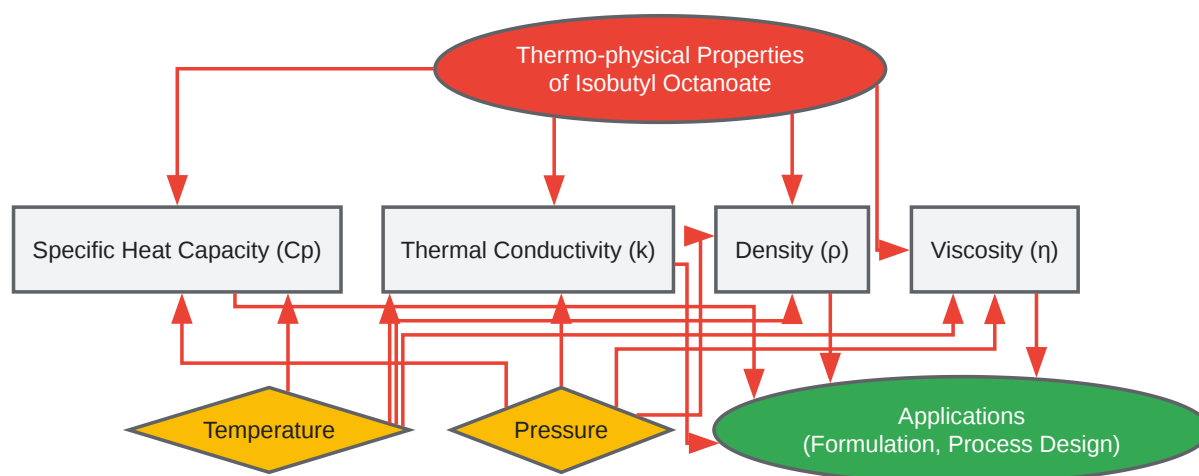 Thermo-physical Properties
of Isobutyl Octanoate
Specific Heat Capacity (Cp)
Thermal Conductivity (k)
Density (ρ)
Viscosity (η)
Temperature
Pressure
Applications
(Formulation, Process Design)